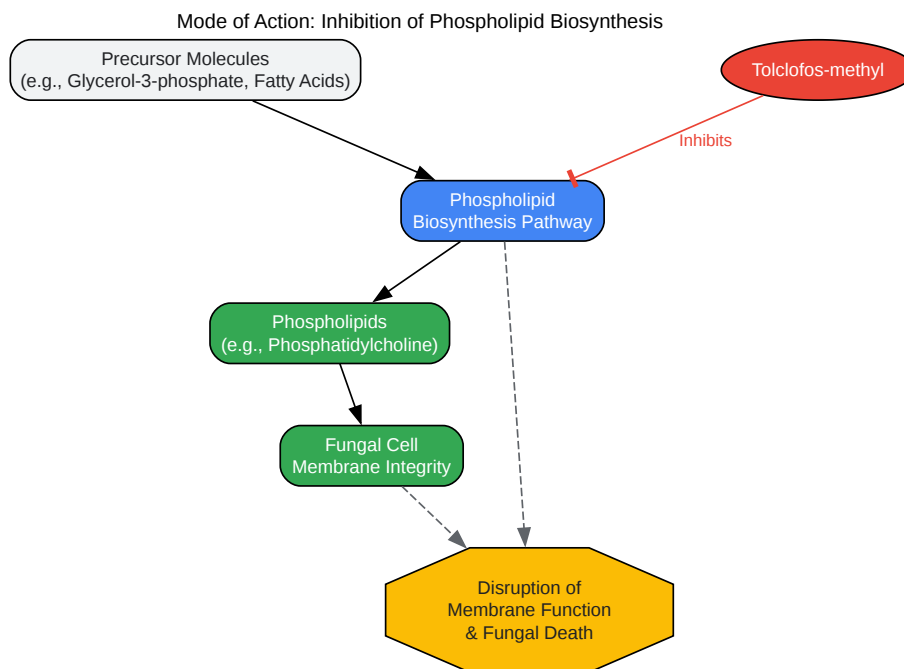 Mode of Action: Inhibition of Phospholipid Biosynthesis
Precursor Molecules
(e.g., Glycerol-3-phosphate, Fatty Acids)
Tolclofos-methyl
Inhibits
Phospholipid
Biosynthesis Pathway
Phospholipids
(e.g., Phosphatidylcholine)
Fungal Cell
Membrane Integrity
Disruption of
Membrane Function
& Fungal Death